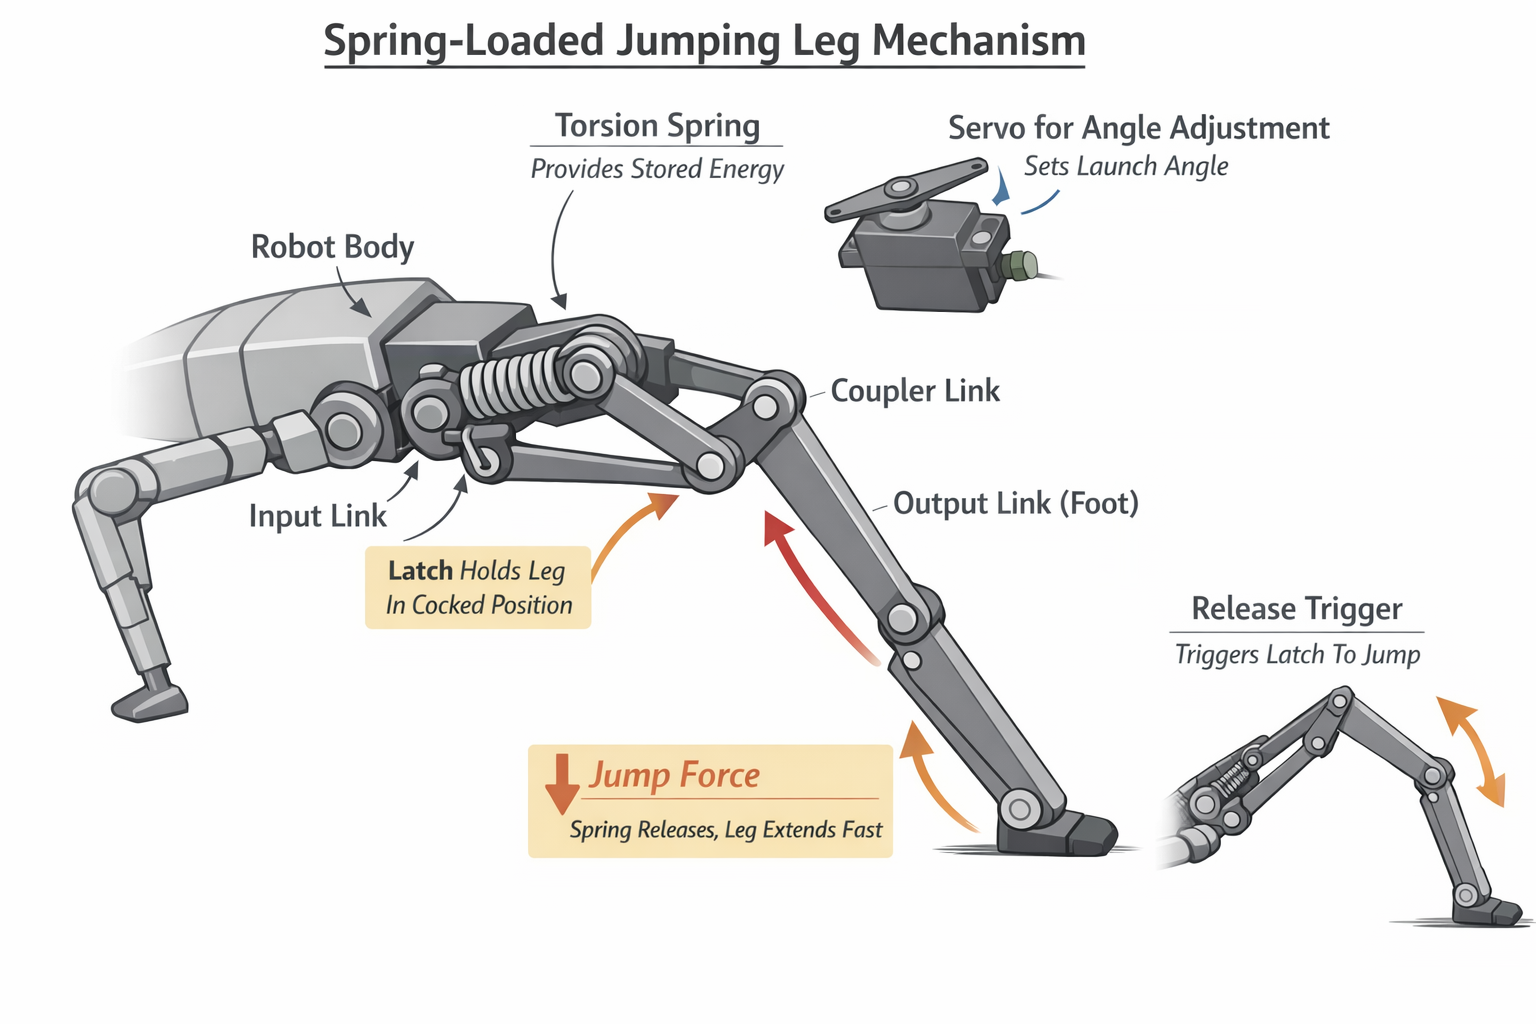 Spring-Loaded Jumping Leg Mechanism
Torsion Spring
Provides Stored Energy
Servo for Angle Adjustment
Sets Launch Angle
Robot Body
Coupler Link
Input Link
Output Link (Foot)
Latch Holds Leg
In Cocked Position
Release Trigger
Triggers Latch To Jump
Jump Force
Spring Releases, Leg Extends Fast